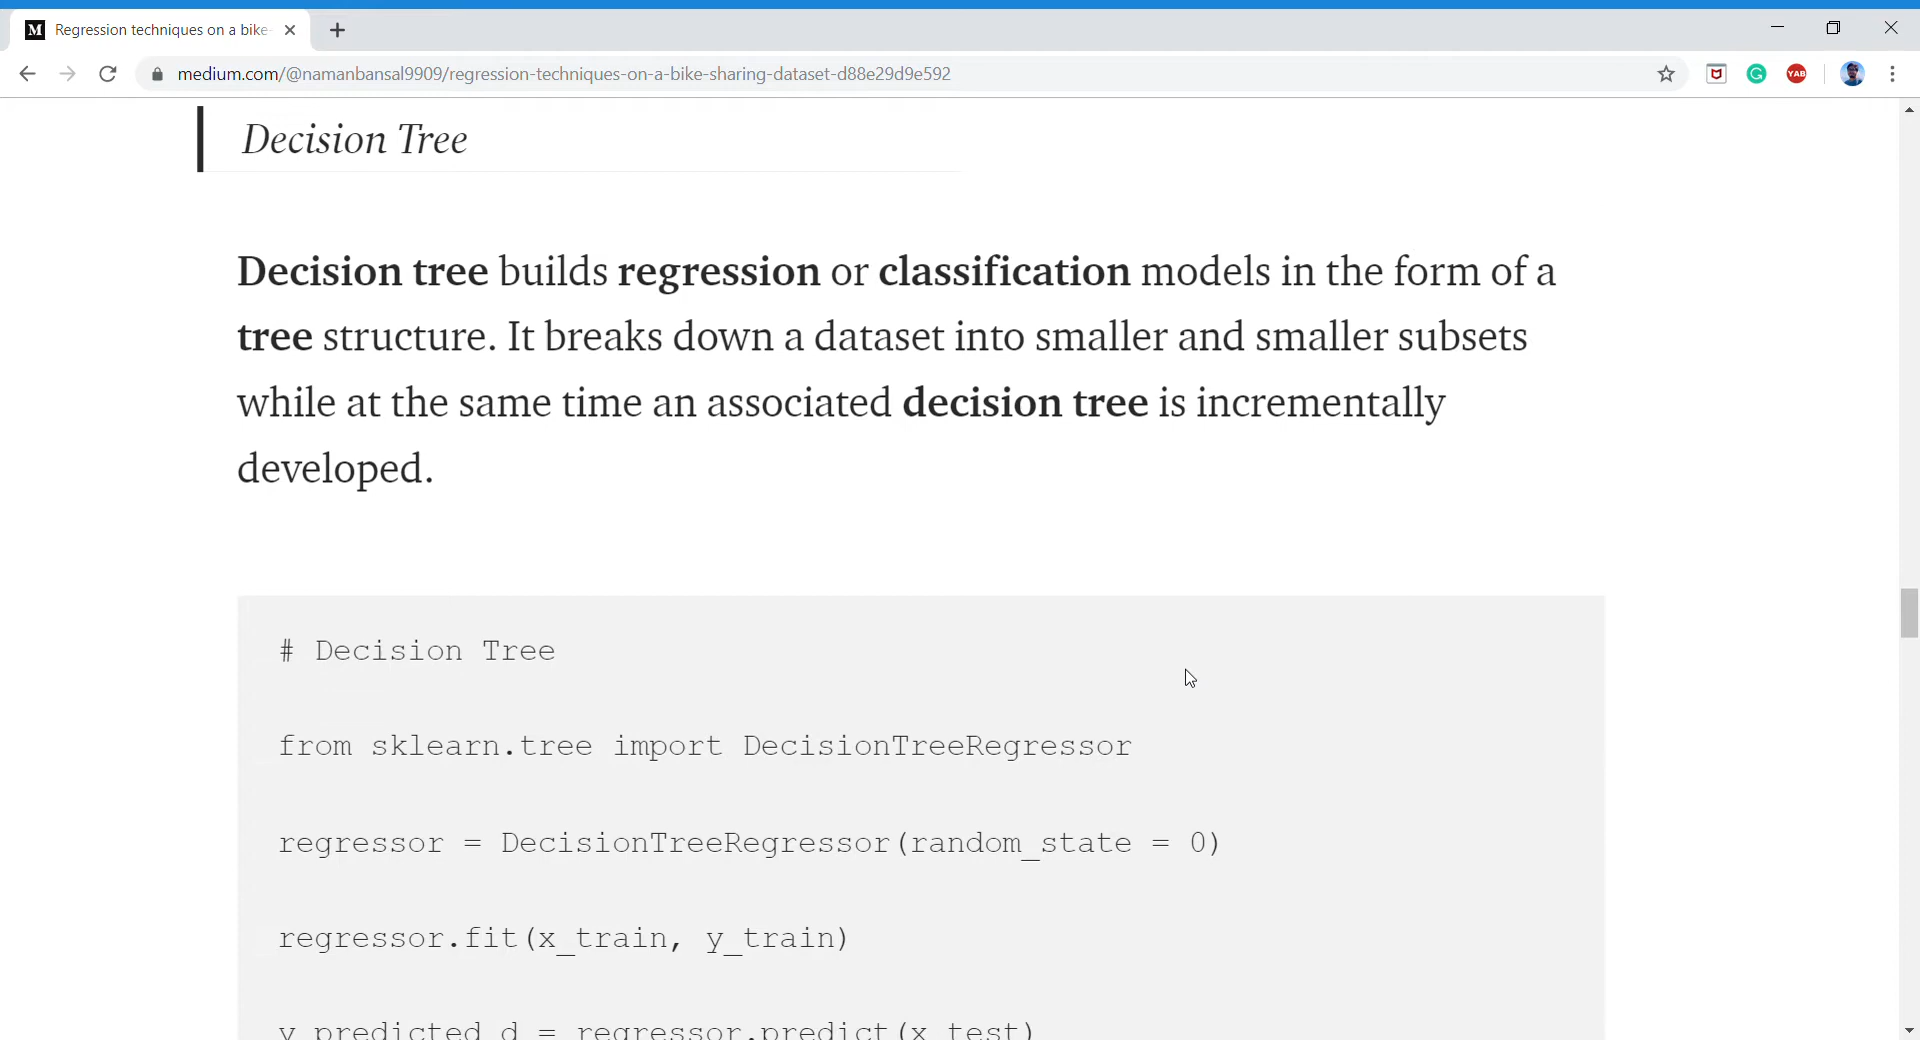 M Regression techniques on a bike-
medium.com/@namanbansal9909/regression-techniques-on-a-bike-sharing-dataset-d88e29d9e592
YAB
Decision Tree
Decision tree builds regression or classification models in the form of a
tree structure. It breaks down a dataset into smaller and smaller subsets
while at the same time an associated decision tree is incrementally
developed.
# Decision Tree
from sklearn.tree import DecisionTreeRegressor
regressor = DecisionTreeRegressor(random_state = 0)
regressor.fit(x_train, y_train)
y_predicted_d = regressor.predict(x_test)